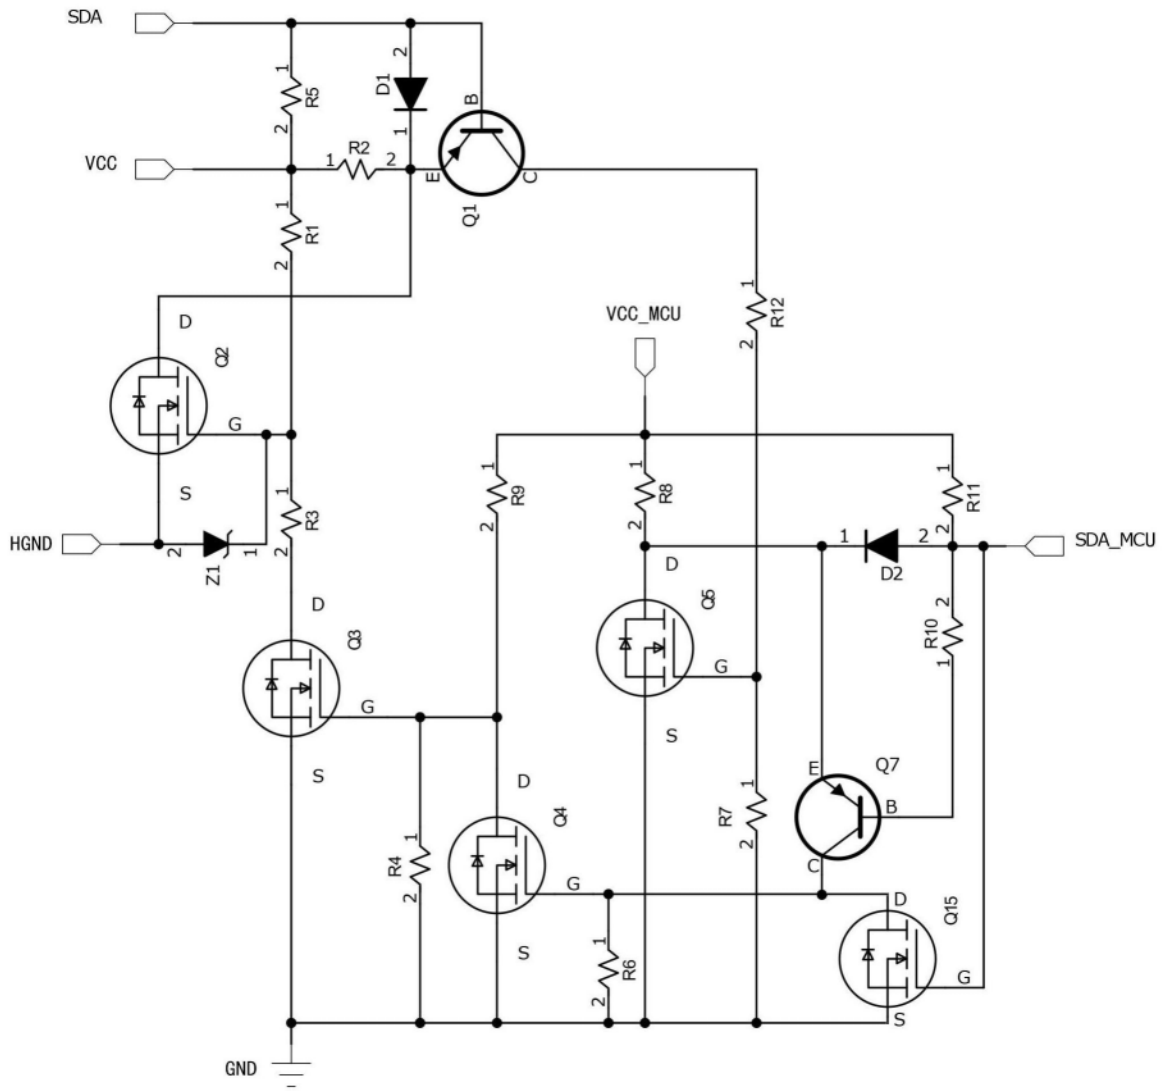 SDA
2
1
D1
R5
B
2
1
VCC
1
R2
2
E
C
Q1
1
R1
2
1
R12
2
VCC_MCU
D
Q2
G
S
1
R9
2
1
R8
2
1
R11
2
HGND
2
1
Z1
1
R3
2
1
2
D2
SDA_MCU
D
Q3
G
S
D
Q5
G
S
2
R10
1
E
Q7
B
C
D
Q4
G
S
1
R7
2
1
R4
2
1
R6
2
D
Q15
G
S
GND